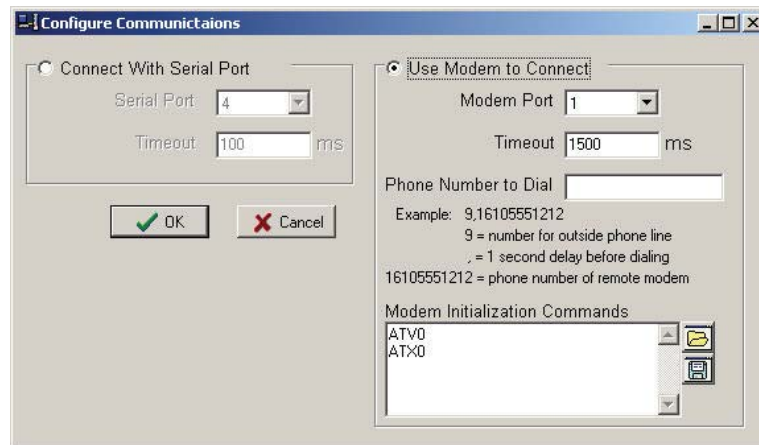 Configure Communictaions
Connect With Serial Port
Serial Port 4
Timeout 100 ms
OK
Cancel
Use Modem to Connect
Modem Port 1
Timeout 1500 ms
Phone Number to Dial
Example: 9,16105551212
9 = number for outside phone line
, = 1 second delay before dialing
16105551212 = phone number of remote modem
Modem Initialization Commands
ATV0
ATX0